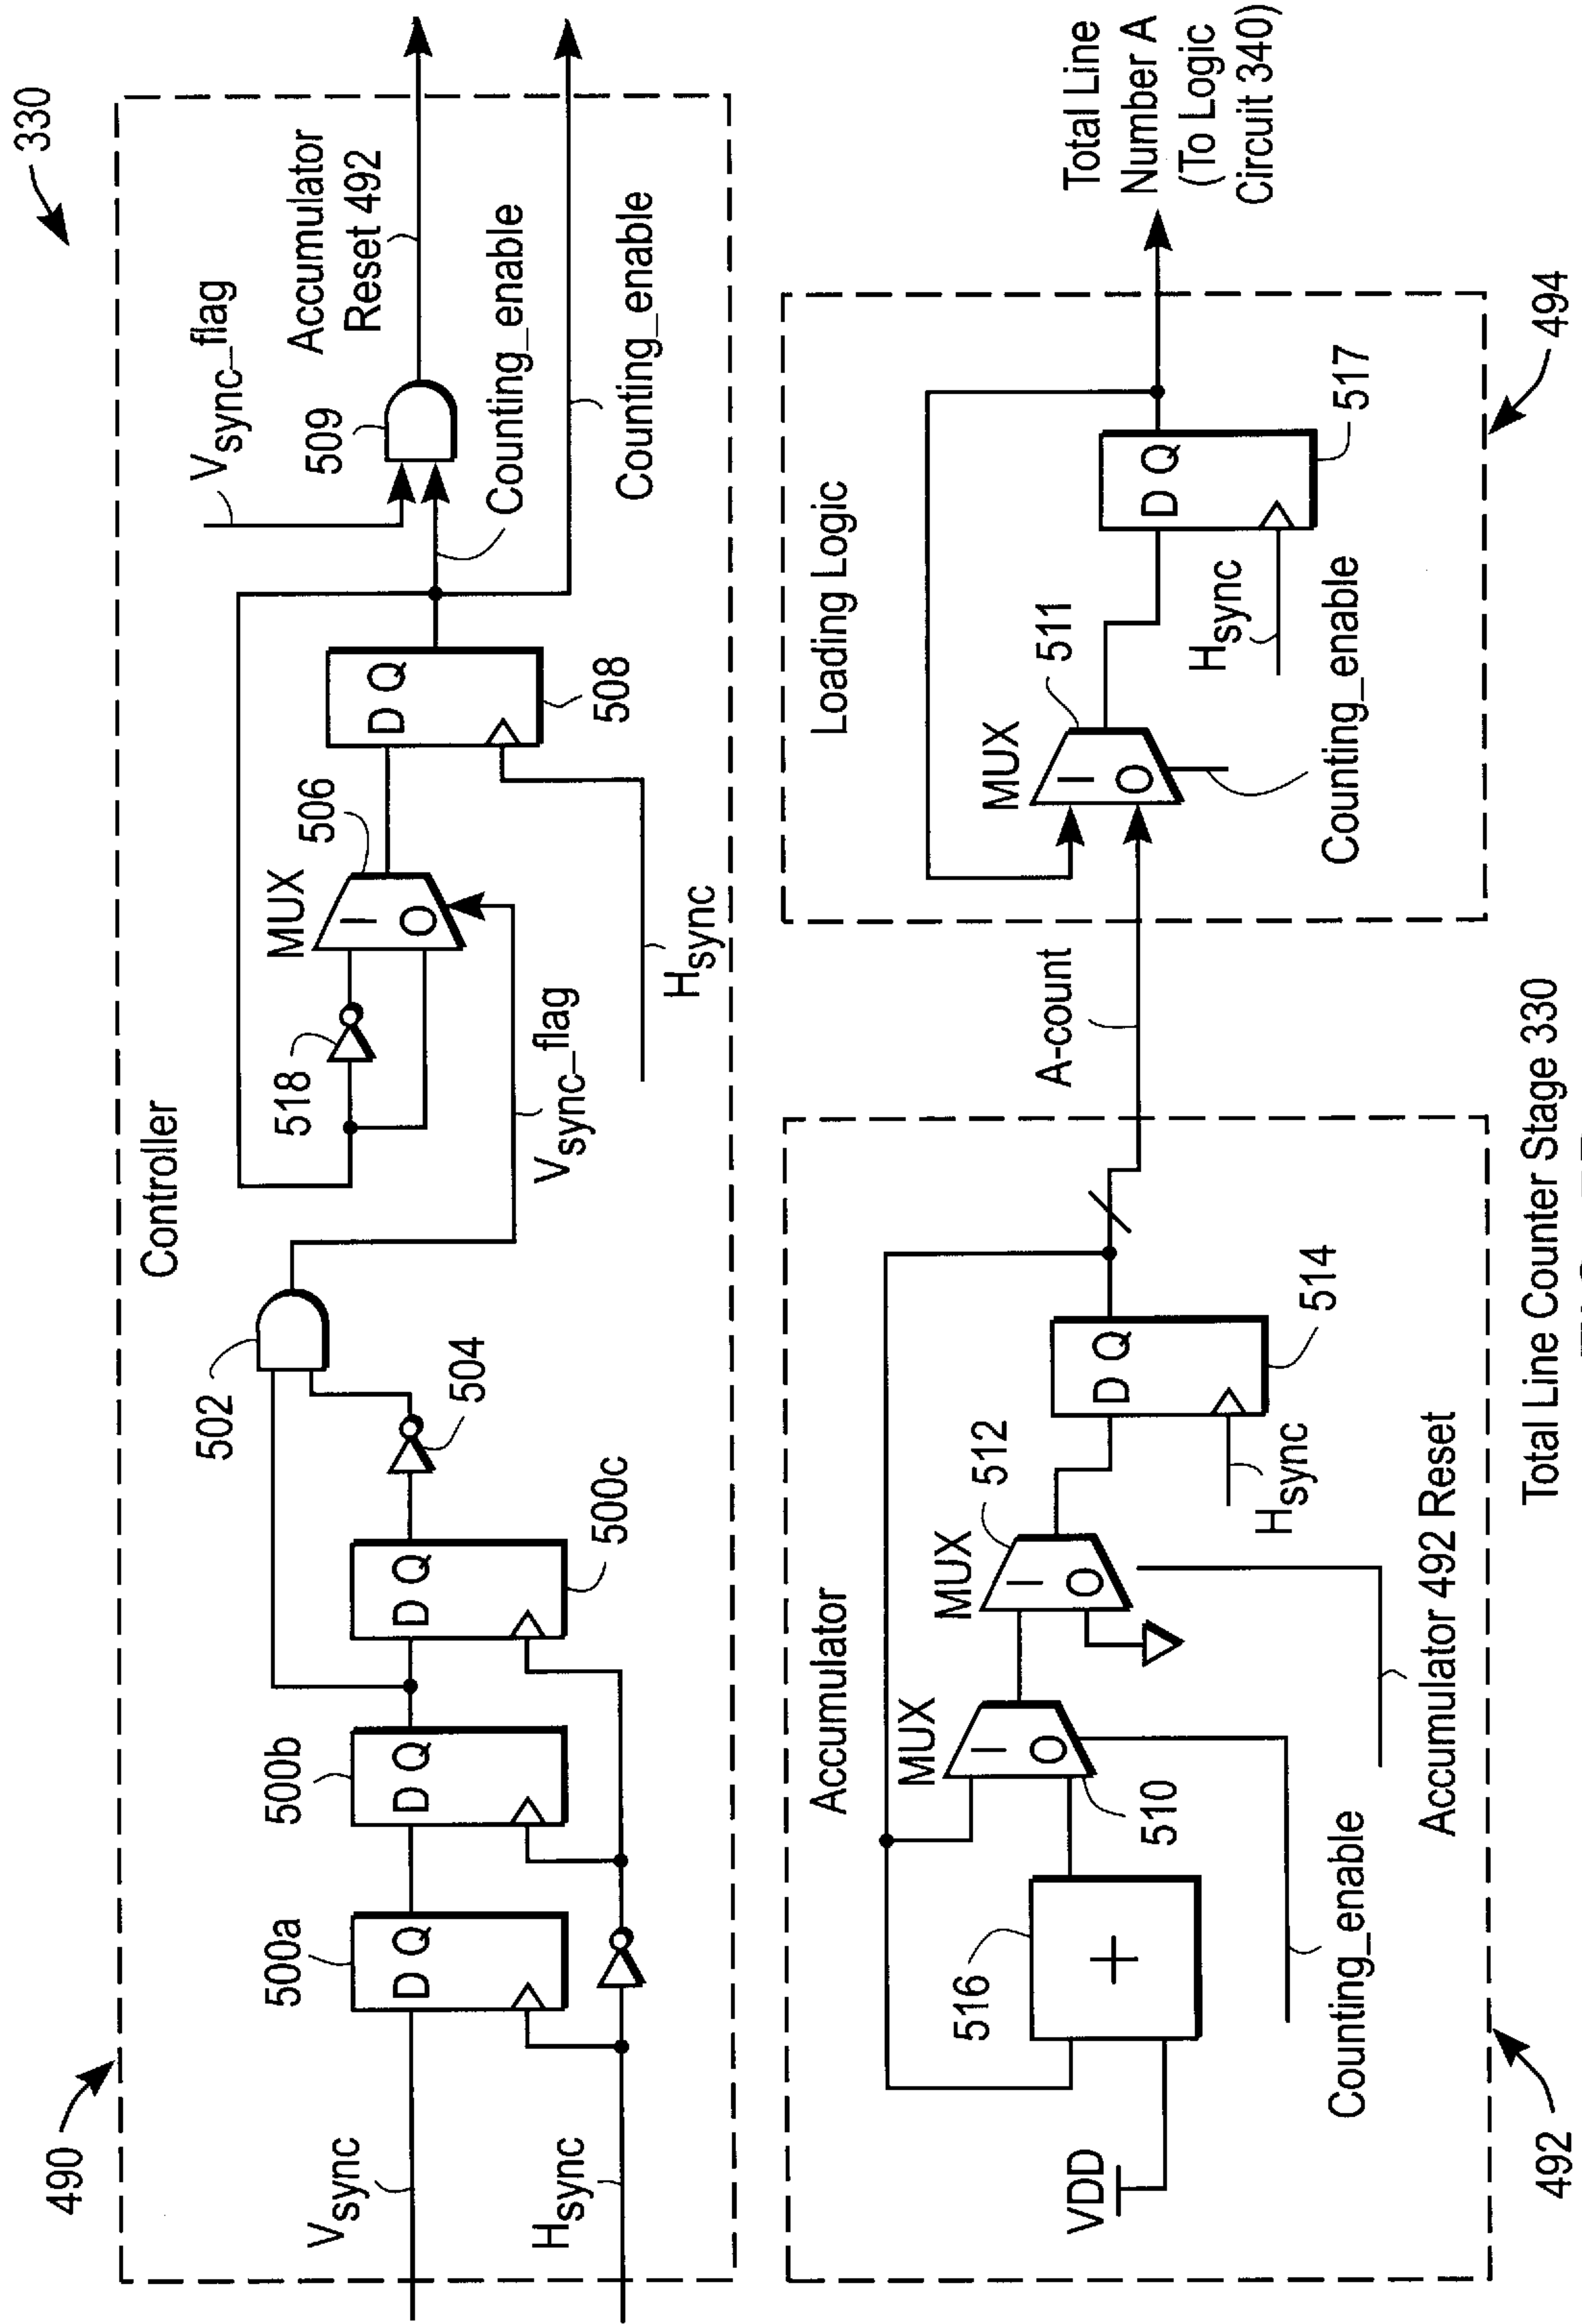 330
490
Controller
Vsync
Hsync
500a
D Q
500b
D Q
500c
D Q
504
502
Vsync_flag
518
MUX
I
O
506
Hsync
D Q
508
Vsync_flag
509
Accumulator
Reset 492
Counting_enable
Counting_enable
Accumulator
VDD
516
+
MUX
I
O
510
Counting_enable
MUX
I
O
512
Accumulator 492 Reset
D Q
Hsync
514
492
A-count
Loading Logic
MUX
I
O
511
Counting_enable
Hsync
D Q
517
494
Total Line
Number A
(To Logic
Circuit 340)
Total Line Counter Stage 330